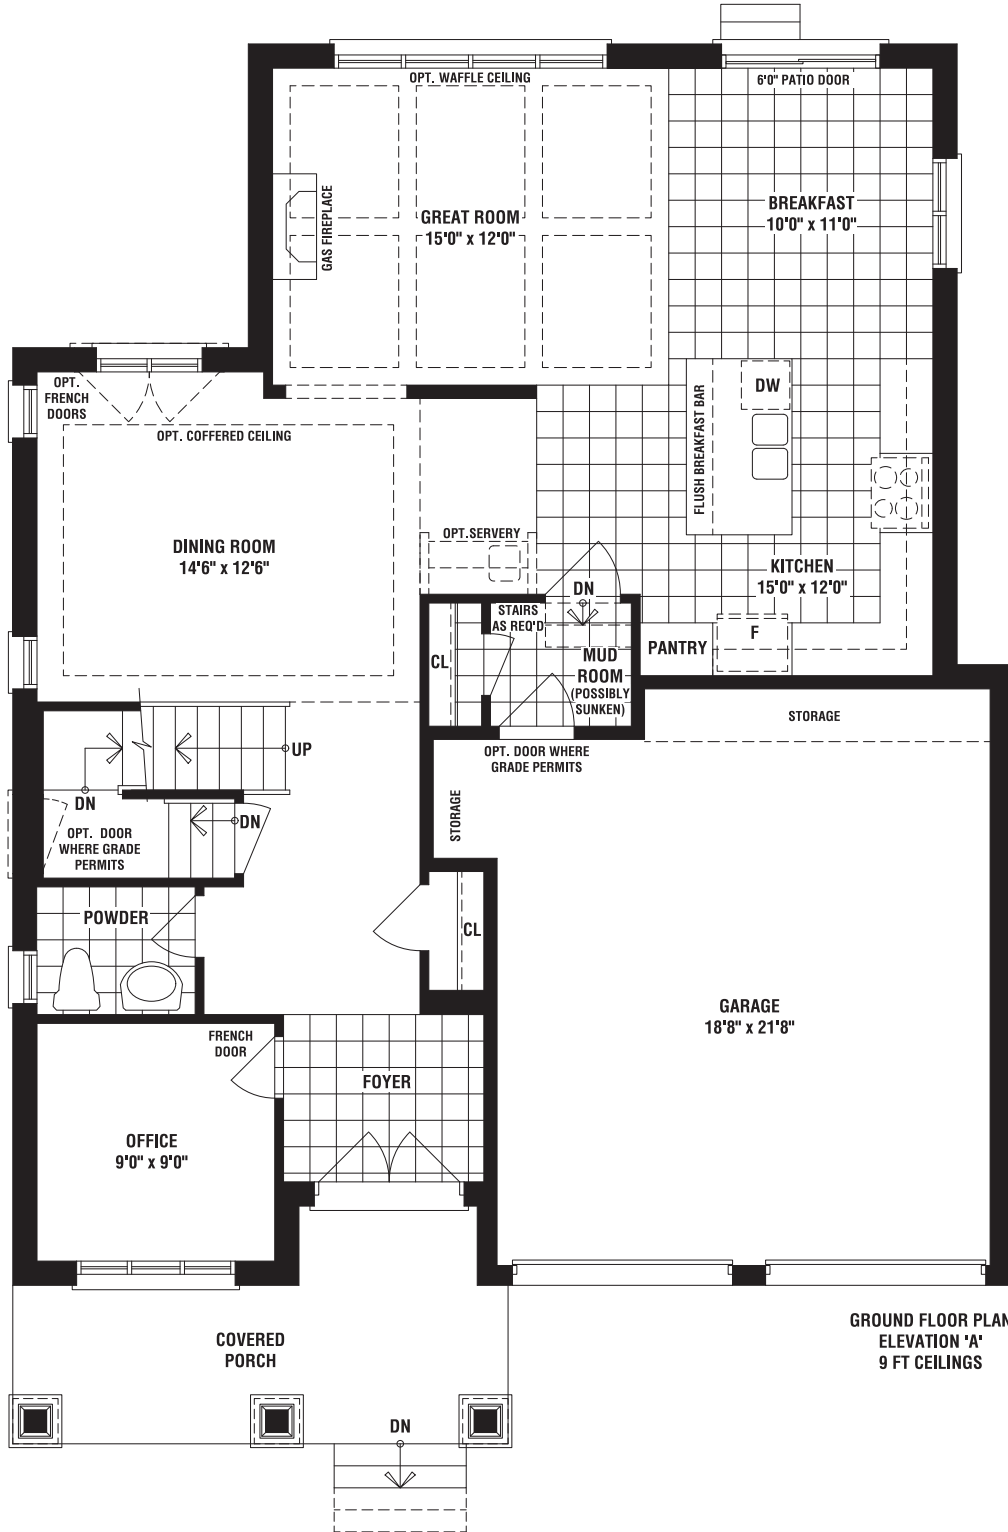 OPT. WAFFLE CEILING
6'0" PATIO DOOR
GAS FIREPLACE
GREAT ROOM
15'0" x 12'0"
BREAKFAST
10'0" x 11'0"
OPT.
FRENCH
DOORS
OPT. COFFERED CEILING
FLUSH BREAKFAST BAR
DW
DINING ROOM
14'6" x 12'6"
OPT.SERVERY
KITCHEN
15'0" x 12'0"
DN
STAIRS
AS REQ'D
CL
MUD
ROOM
(POSSIBLY
SUNKEN)
PANTRY
F
STORAGE
UP
OPT. DOOR WHERE
GRADE PERMITS
DN
DN
OPT. DOOR
WHERE GRADE
PERMITS
STORAGE
POWDER
CL
GARAGE
18'8" x 21'8"
FRENCH
DOOR
FOYER
OFFICE
9'0" x 9'0"
COVERED
PORCH
GROUND FLOOR PLAN
ELEVATION 'A'
9 FT CEILINGS
DN